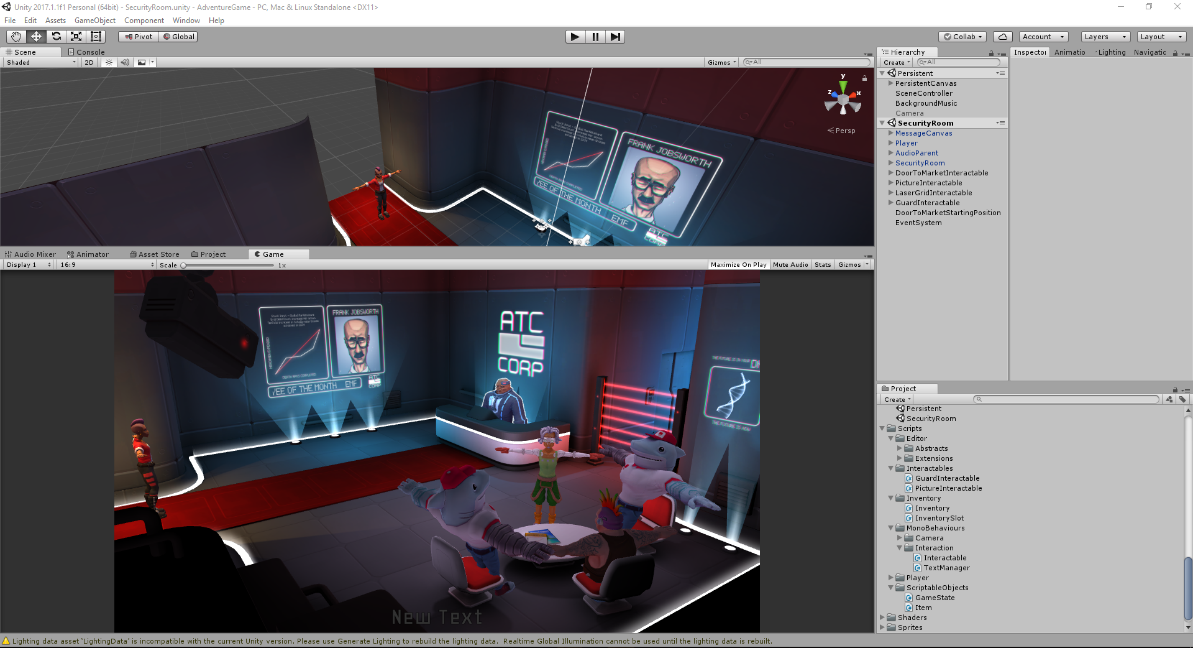 Unity 2017.1.1f1 Personal (64bit) - SecurityRoom.unity - AdventureGame - PC, Mac & Linux Standalone <DX11>
File Edit Assets GameObject Component Window Help
Pivot Global Collab Account Layers Layout
Scene Console
Shaded 2D Gizmos All
y
z x
Persp
FRANK JOBSWORTH
YEE OF THE MONTH EMF
ATC
CORP
Audio Mixer Animator Asset Store Project Game
Display 1 16:9 Scale 1x Maximize On Play Mute Audio Stats Gizmos
FRANK JOBSWORTH
YEE OF THE MONTH EMF
ATC
CORP
New Text
Hierarchy
Create All
Persistent
PersistentCanvas
SceneController
BackgroundMusic
Camera
SecurityRoom
MessageCanvas
Player
AudioParent
SecurityRoom
DoorToMarketInteractable
PictureInteractable
LaserGridInteractable
GuardInteractable
DoorToMarketStartingPosition
EventSystem
Inspector Animatio Lighting Navigatio
Project
Create
Persistent
SecurityRoom
Scripts
Editor
Abstracts
Extensions
Interactables
GuardInteractable
PictureInteractable
Inventory
Inventory
InventorySlot
MonoBehaviours
Camera
Interaction
Interactable
TextManager
Player
ScriptableObjects
GameState
Item
Shaders
Sprites
Lighting data asset 'LightingData' is incompatible with the current Unity version. Please use Generate Lighting to rebuild the lighting data. Realtime Global Illumination cannot be used until the lighting data is rebuilt.